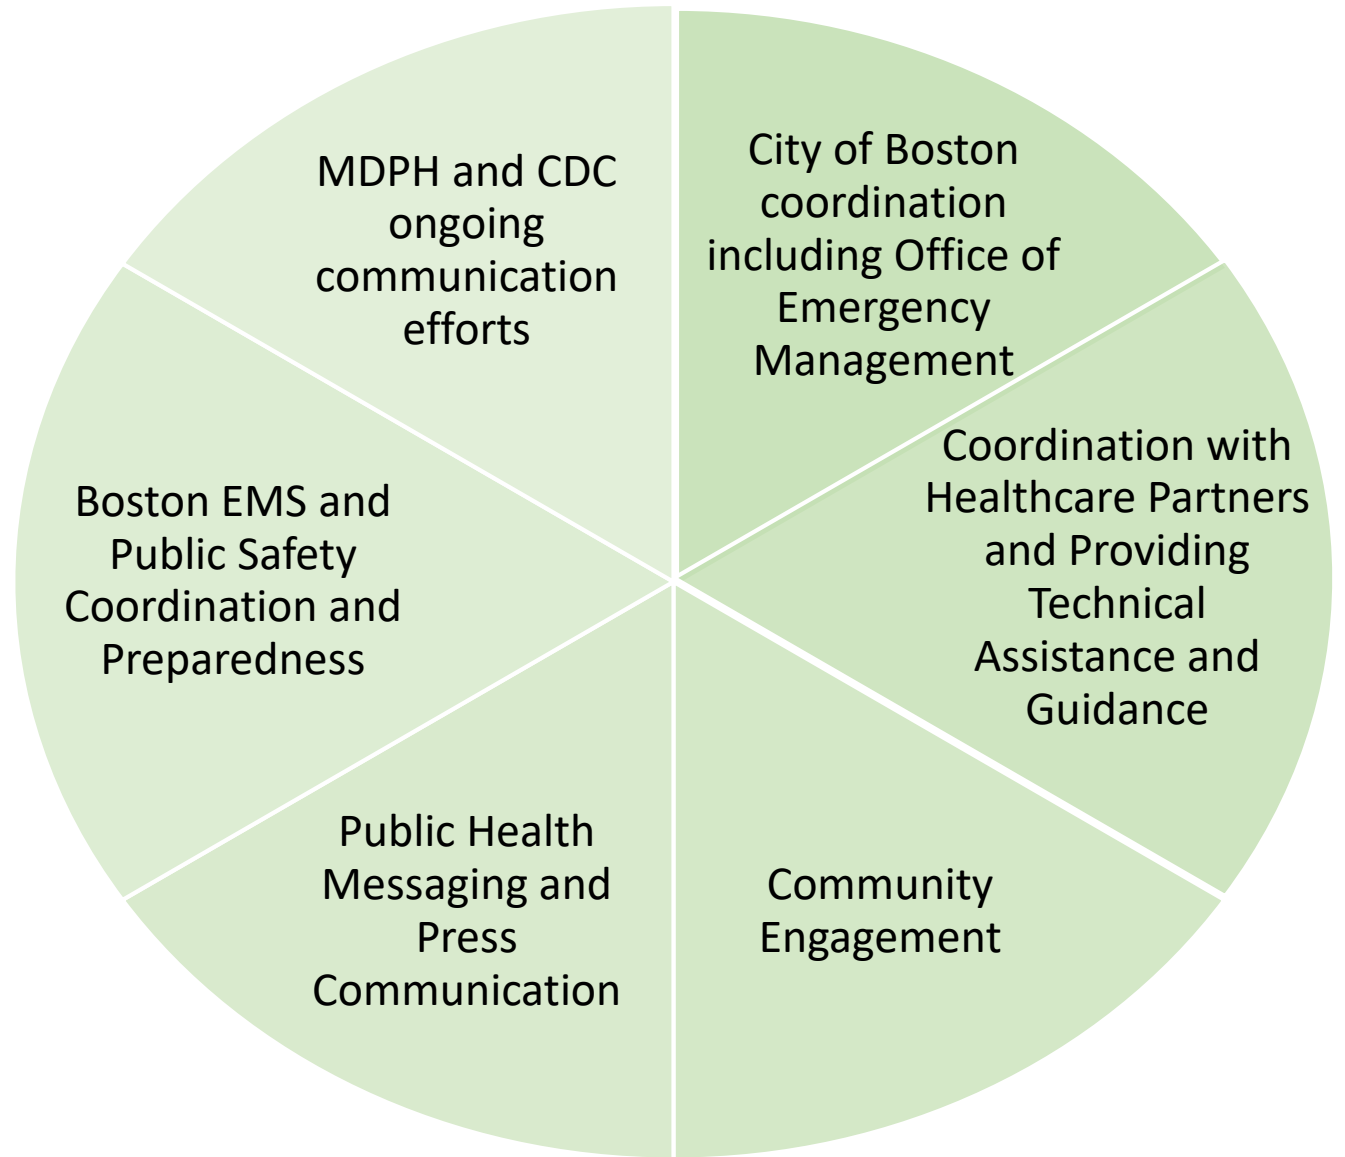 City of Boston
coordination
including Office of
Emergency
Management
Coordination with
Healthcare Partners
and Providing
Technical
Assistance and
Guidance
Community
Engagement
Public Health
Messaging and
Press
Communication
Boston EMS and
Public Safety
Coordination and
Preparedness
MDPH and CDC
ongoing
communication
efforts